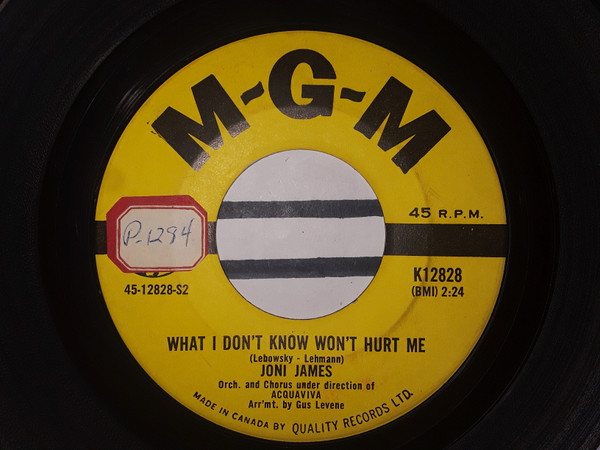 M-G-M
45 R.P.M.
P-1294
45-12828-S2
K12828
(BMI) 2:24
WHAT I DON'T KNOW WON'T HURT ME
(Lebowsky - Lehmann)
JONI JAMES
Orch. and Chorus under direction of
ACQUAVIVA
Arr'mt. by Gus Levene
MADE IN CANADA BY QUALITY RECORDS LTD.